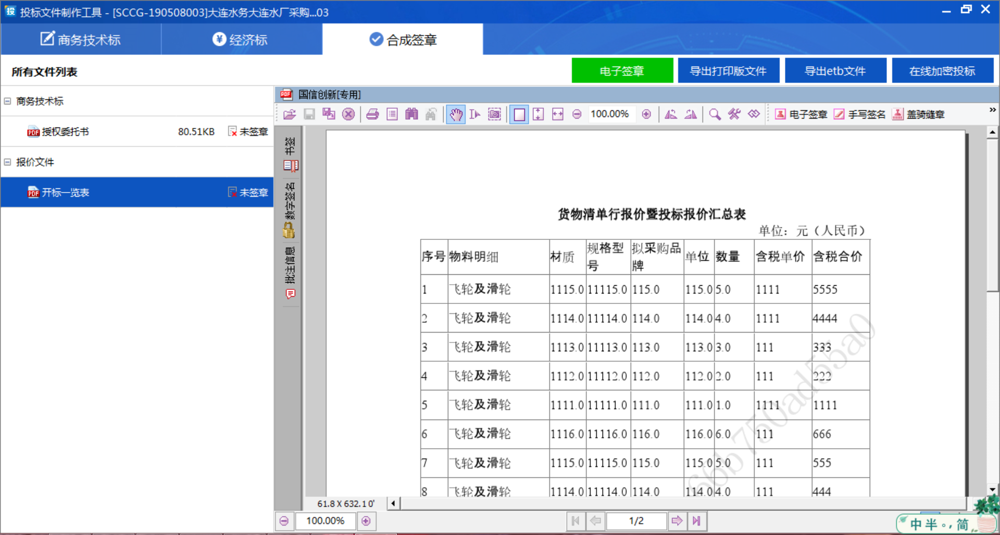 投标文件制作工具 - [SCCG-190508003]大连水务大连水厂采购...03
商务技术标
经济标
合成签章
所有文件列表
电子签章
导出打印版文件
导出etb文件
在线加密投标
商务技术标
授权委托书 80.51KB 未签章
报价文件
开标一览表 未签章
国信创新[专用]
100.00%
电子签章 手写签名 盖骑缝章
书签
数字签名
批注信息
货物清单行报价暨投标报价汇总表
单位：元（人民币）
序号 物料明细 材质 规格型号 拟采购品牌 单位 数量 含税单价 含税合价
1 飞轮及滑轮 1115.0 11115.0 115.0 115.0 5.0 1111 5555
2 飞轮及滑轮 1114.0 11114.0 114.0 114.0 4.0 1111 4444
3 飞轮及滑轮 1113.0 11113.0 113.0 113.0 3.0 111 333
4 飞轮及滑轮 1112.0 11112.0 112.0 112.0 2.0 111 222
5 飞轮及滑轮 1111.0 11111.0 111.0 111.0 1.0 1111 1111
6 飞轮及滑轮 1116.0 11116.0 116.0 116.0 6.0 111 666
7 飞轮及滑轮 1115.0 11115.0 115.0 115.0 5.0 111 555
8 飞轮及滑轮 1114.0 11114.0 114.0 114.0 4.0 111 444
66b750ad55ba0
61.8 X 632.1 0'
100.00%
1/2
中 半 。, 简